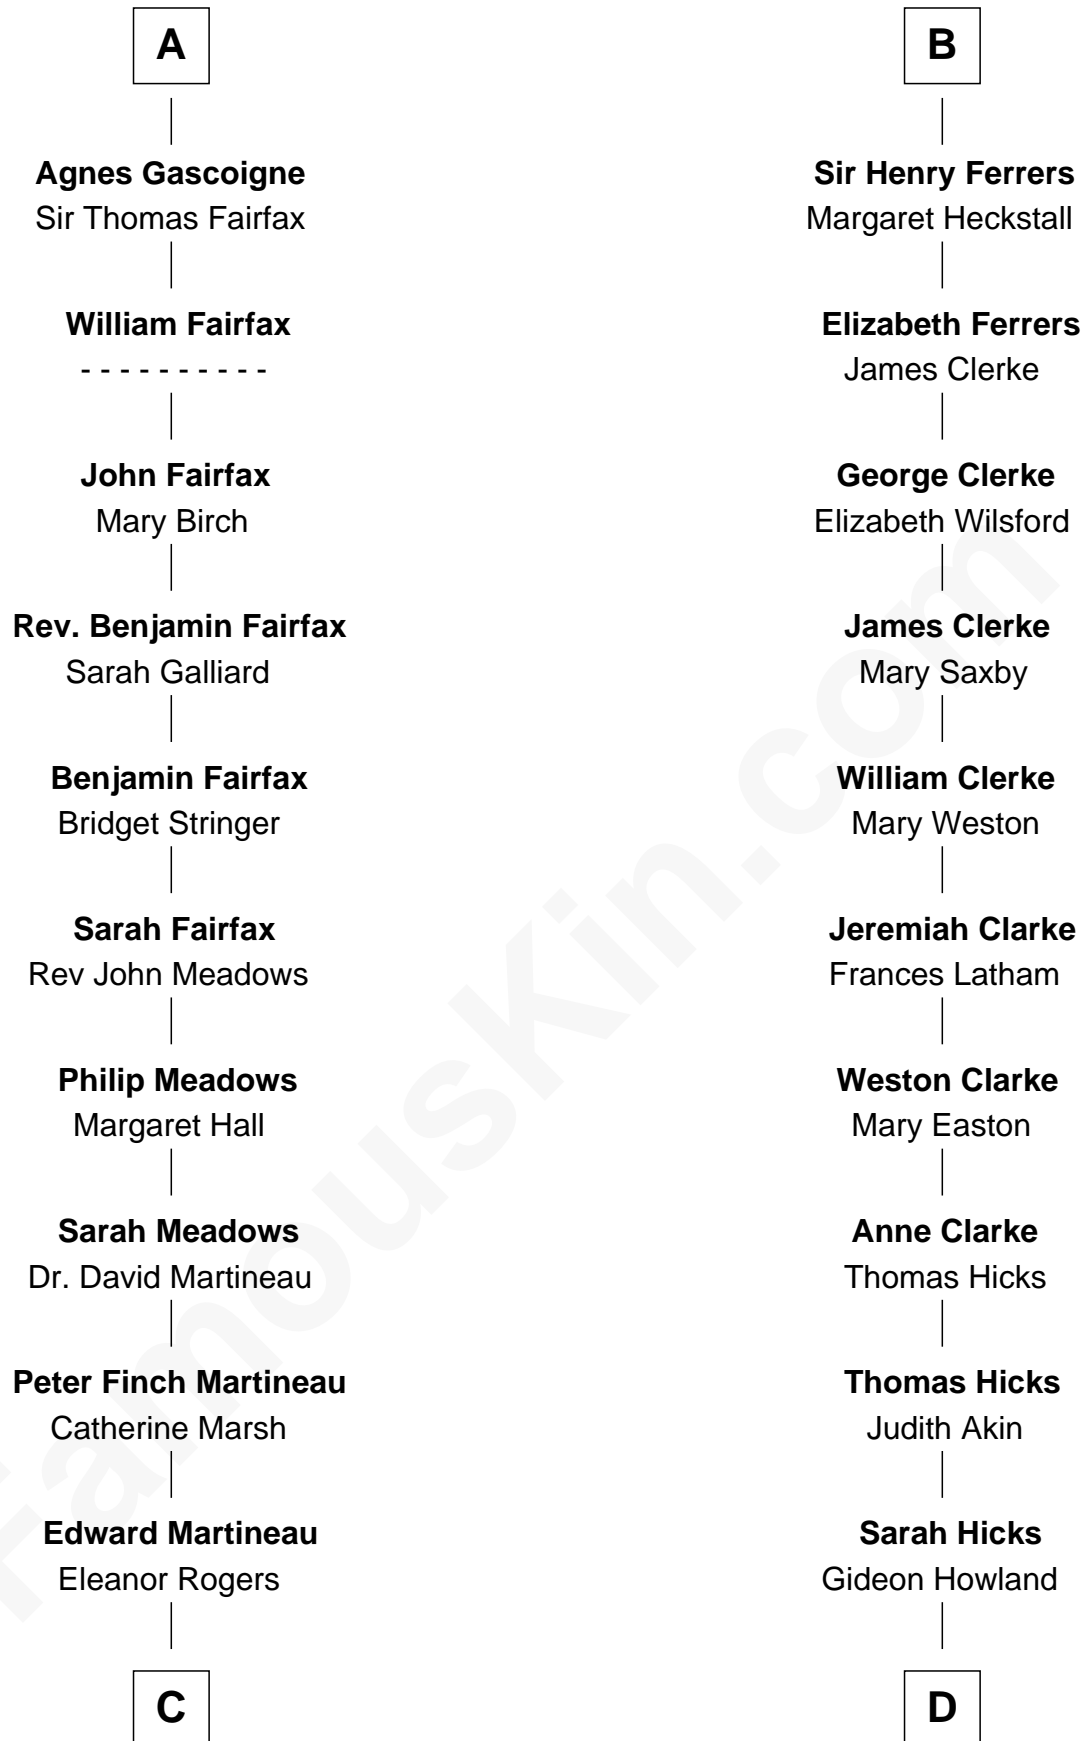 A
Agnes Gascoigne
Sir Thomas Fairfax
William Fairfax
- - - - - - - - - -
John Fairfax
Mary Birch
Rev. Benjamin Fairfax
Sarah Galliard
Benjamin Fairfax
Bridget Stringer
Sarah Fairfax
Rev John Meadows
Philip Meadows
Margaret Hall
Sarah Meadows
Dr. David Martineau
Peter Finch Martineau
Catherine Marsh
Edward Martineau
Eleanor Rogers
C
B
Sir Henry Ferrers
Margaret Heckstall
Elizabeth Ferrers
James Clerke
George Clerke
Elizabeth Wilsford
James Clerke
Mary Saxby
William Clerke
Mary Weston
Jeremiah Clarke
Frances Latham
Weston Clarke
Mary Easton
Anne Clarke
Thomas Hicks
Thomas Hicks
Judith Akin
Sarah Hicks
Gideon Howland
D
FamousKin.com